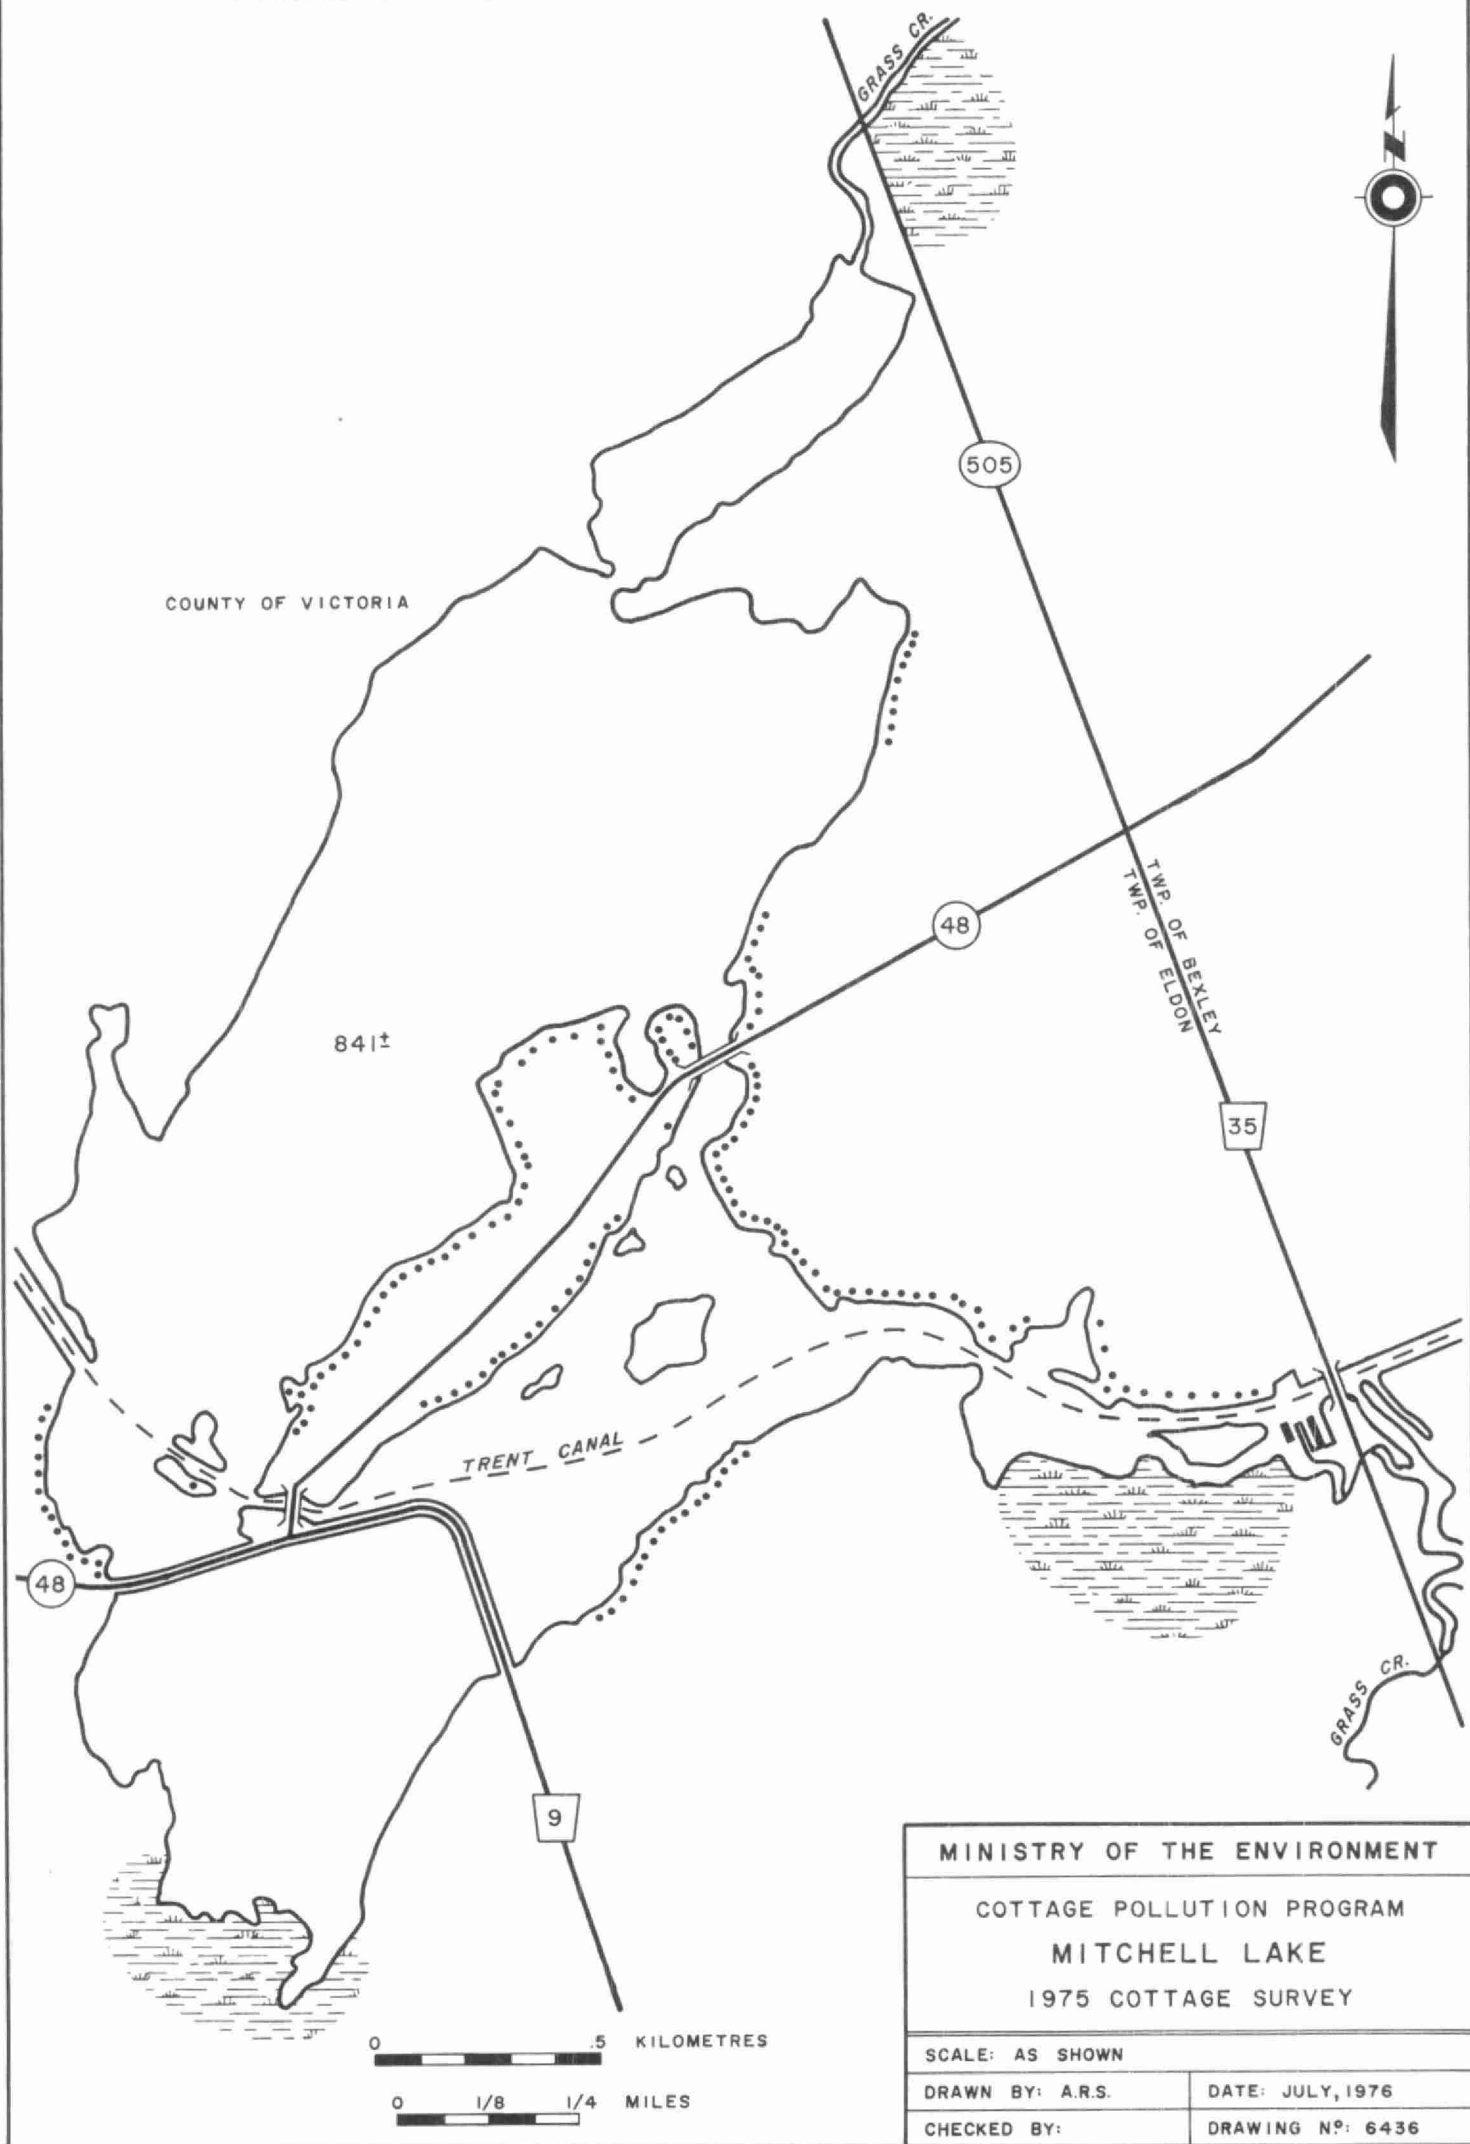 GRASS CR.
N
505
COUNTY OF VICTORIA
48
TWP. OF BEXLEY
TWP. OF ELDON
841±
35
TRENT CANAL
48
GRASS CR.
9
MINISTRY OF THE ENVIRONMENT
COTTAGE POLLUTION PROGRAM
MITCHELL LAKE
1975 COTTAGE SURVEY
0 .5 KILOMETRES
SCALE: AS SHOWN
DRAWN BY: A.R.S. DATE: JULY, 1976
0 1/8 1/4 MILES
CHECKED BY: DRAWING Nº: 6436